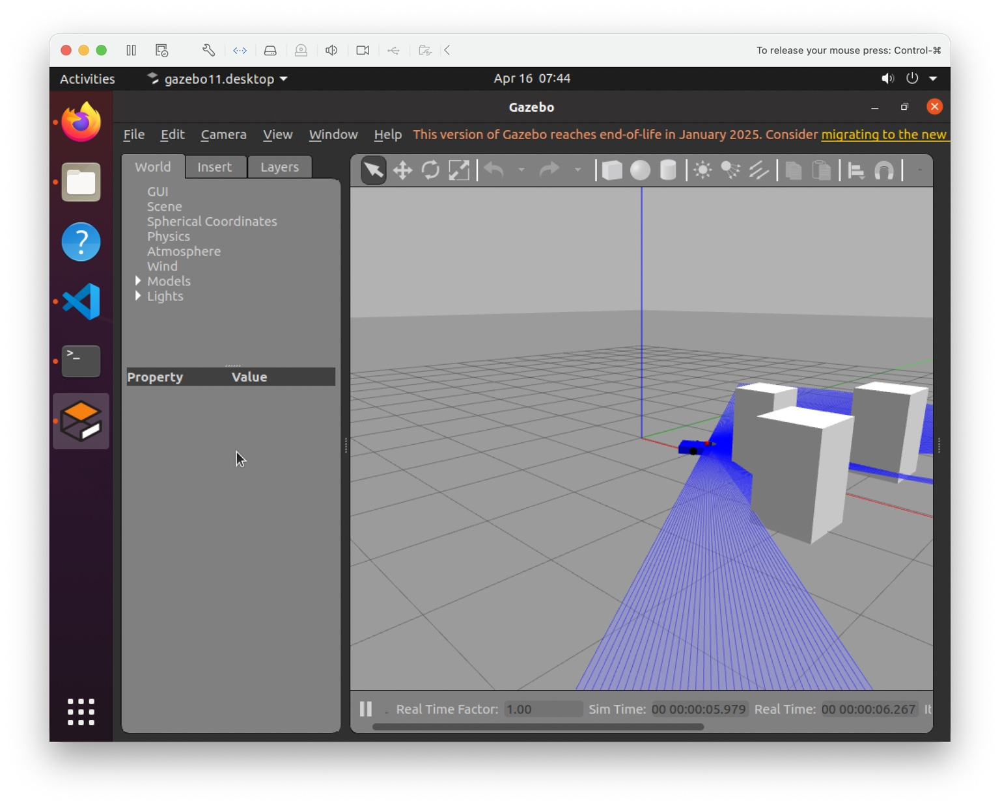 To release your mouse press: Control-⌘
Activities
gazebo11.desktop
Apr 16 07:44
Gazebo
File Edit Camera View Window Help This version of Gazebo reaches end-of-life in January 2025. Consider migrating to the new
World Insert Layers
GUI
Scene
Spherical Coordinates
Physics
Atmosphere
Wind
Models
Lights
Property Value
Real Time Factor: 1.00 Sim Time: 00 00:00:05.979 Real Time: 00 00:00:06.267